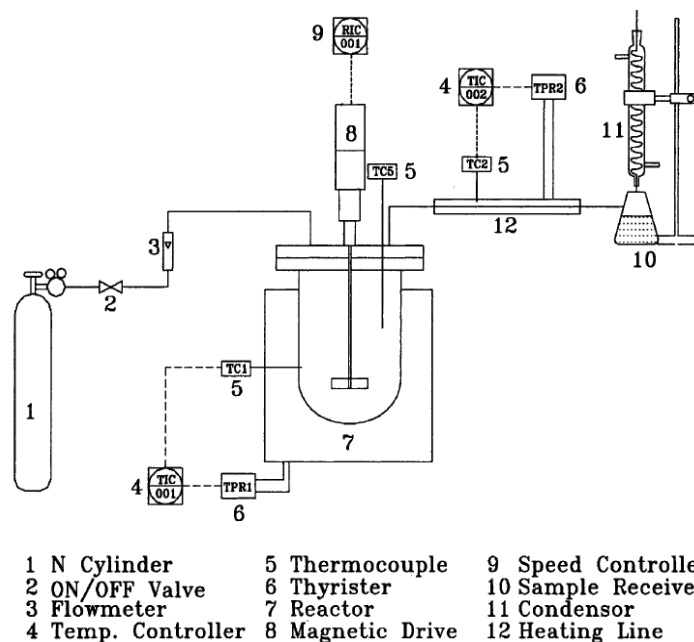 9 RIC 001
8
4 TIC 002 TPR2 6
TC5 5
TC2 5
11
3
12
10
2
TC1
5
1
7
4 TIC 001 TPR1
6
1 N Cylinder 5 Thermocouple 9 Speed Controlle
2 ON/OFF Valve 6 Thyrister 10 Sample Receive
3 Flowmeter 7 Reactor 11 Condensor
4 Temp. Controller 8 Magnetic Drive 12 Heating Line